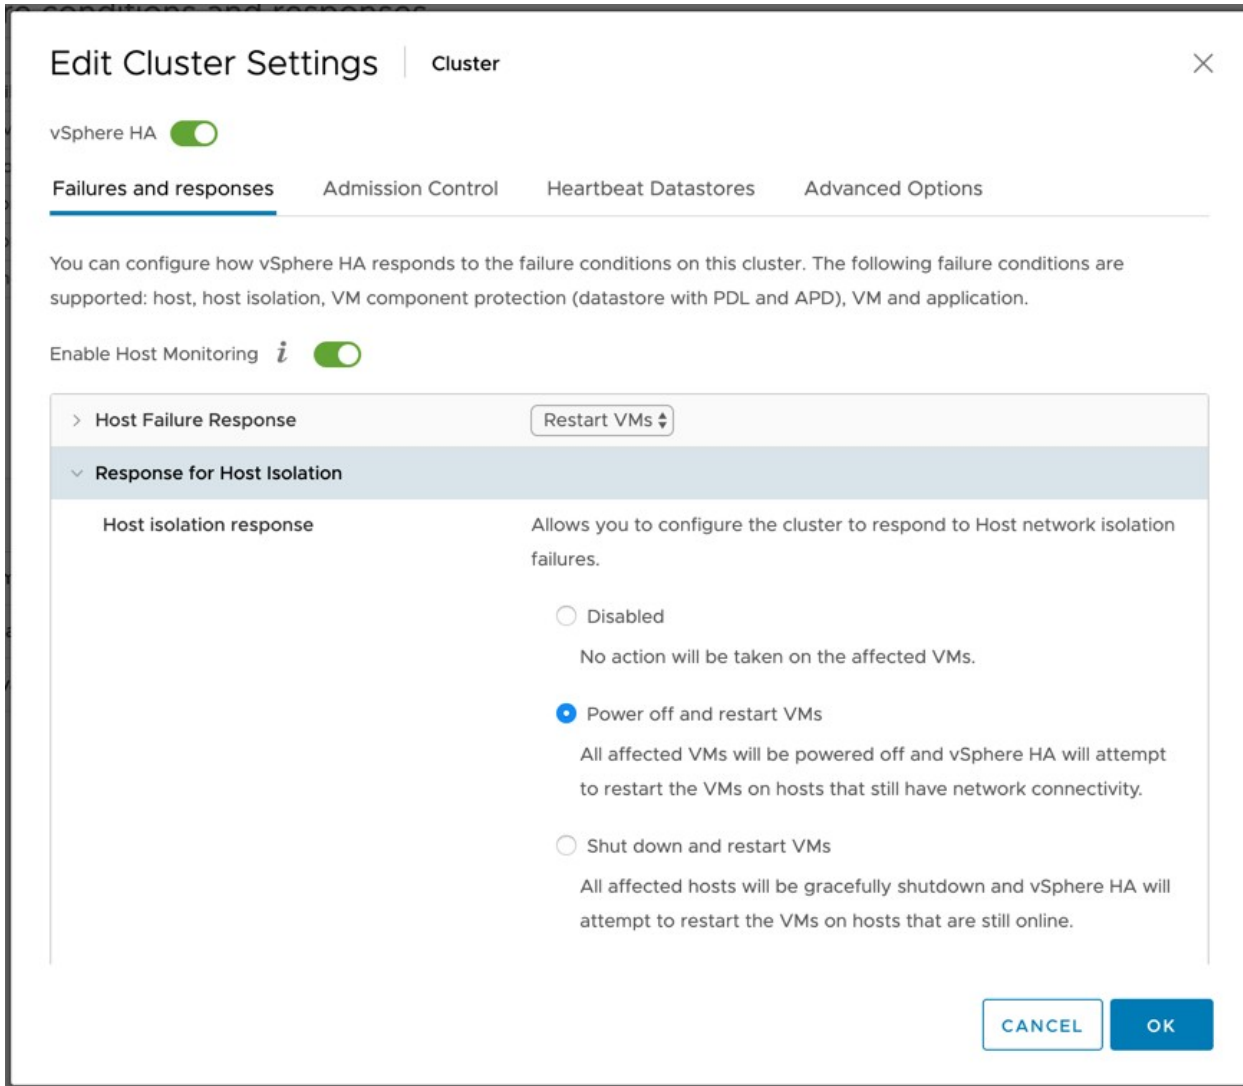 re conditions and responses
Edit Cluster Settings Cluster
vSphere HA
Failures and responses Admission Control Heartbeat Datastores Advanced Options
You can configure how vSphere HA responds to the failure conditions on this cluster. The following failure conditions are
supported: host, host isolation, VM component protection (datastore with PDL and APD), VM and application.
Enable Host Monitoring i
Host Failure Response Restart VMs
Response for Host Isolation
Host isolation response Allows you to configure the cluster to respond to Host network isolation
failures.
Disabled
No action will be taken on the affected VMs.
Power off and restart VMs
All affected VMs will be powered off and vSphere HA will attempt
to restart the VMs on hosts that still have network connectivity.
Shut down and restart VMs
All affected hosts will be gracefully shutdown and vSphere HA will
attempt to restart the VMs on hosts that are still online.
CANCEL OK